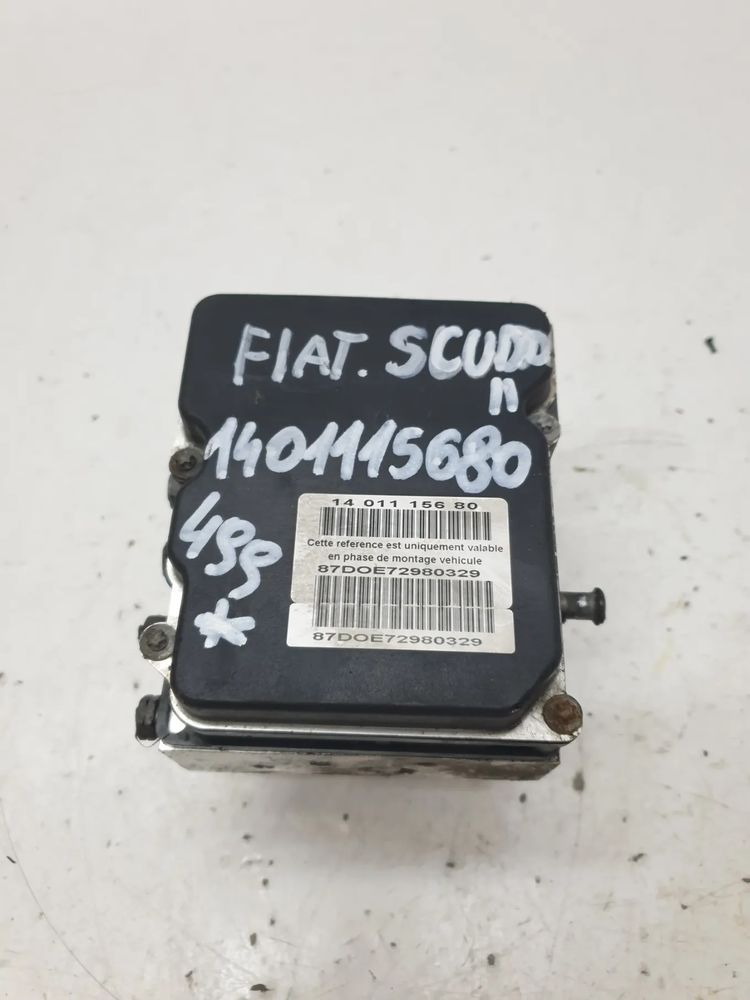 FIAT. SCUDO
II
1401115680
499
*
14 011 156 80
Cette reference est uniquement valable
en phase de montage vehicule
87DOE72980329
87DOE72980329